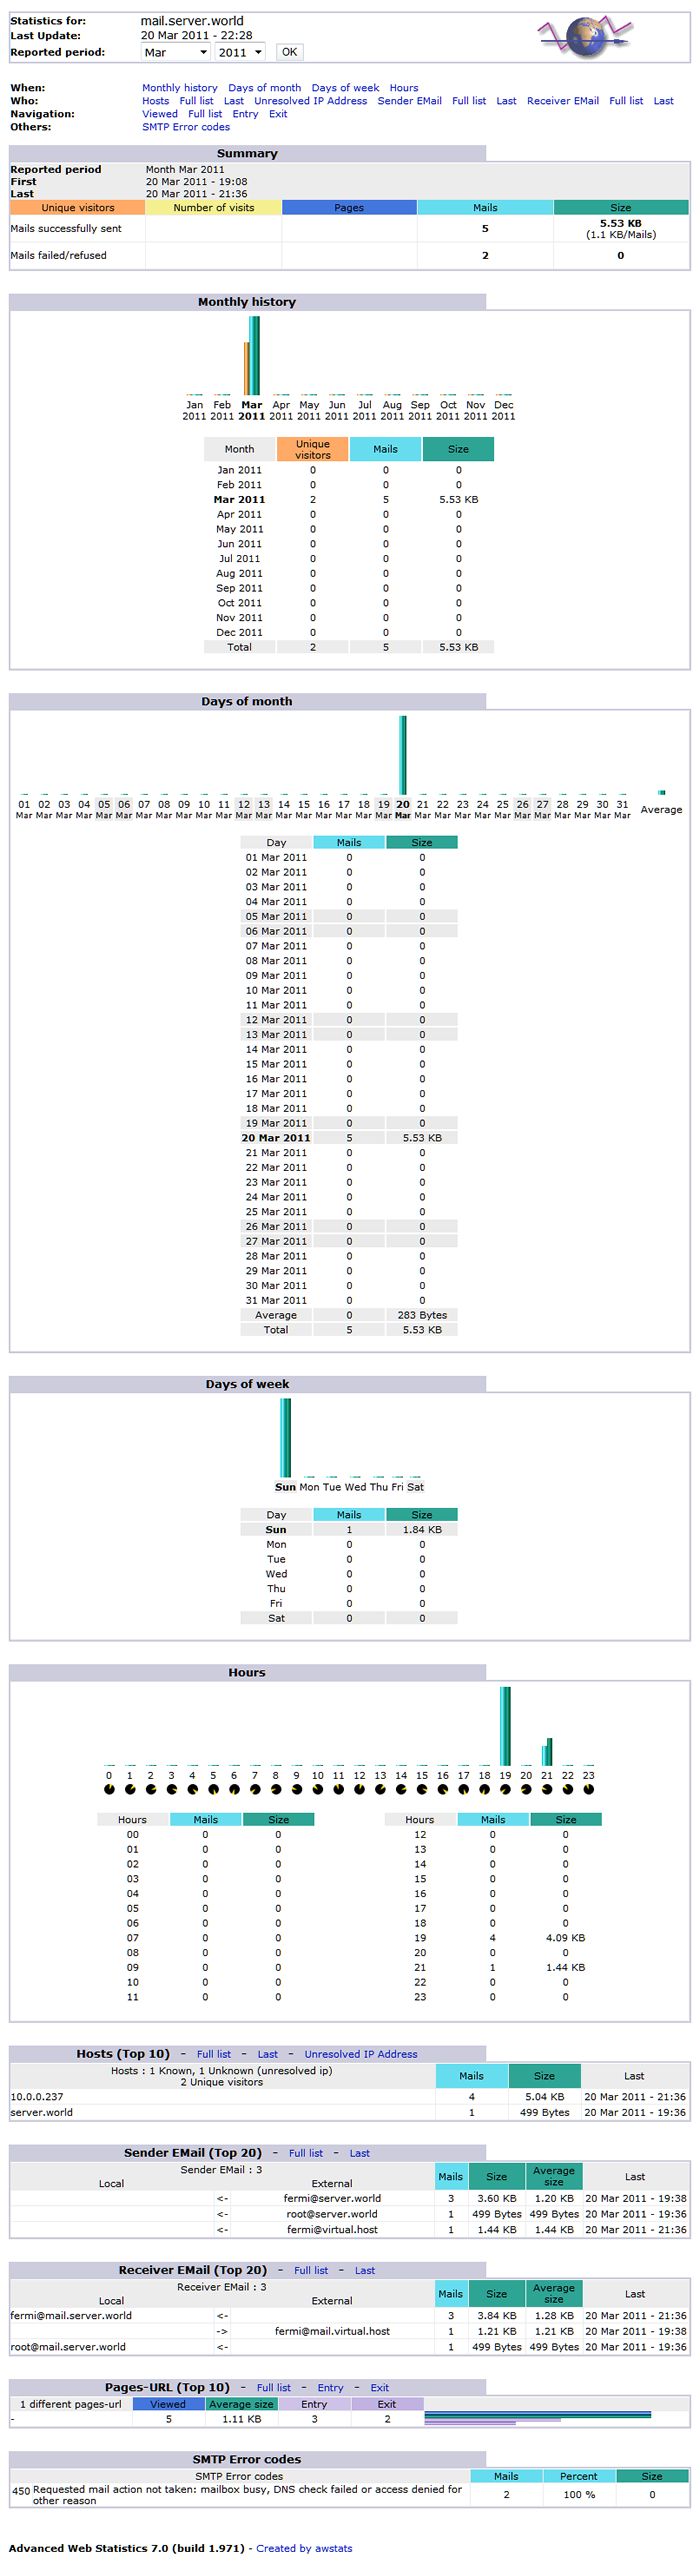 Statistics for: mail.server.world
Last Update: 20 Mar 2011 - 22:28
Reported period: Mar 2011 OK
When: Monthly history Days of month Days of week Hours
Who: Hosts Full list Last Unresolved IP Address Sender EMail Full list Last Receiver EMail Full list Last
Navigation: Viewed Full list Entry Exit
Others: SMTP Error codes
Summary
Reported period Month Mar 2011
First 20 Mar 2011 - 19:08
Last 20 Mar 2011 - 21:36
Unique visitors Number of visits Pages Mails Size
Mails successfully sent 5 5.53 KB
(1.1 KB/Mails)
Mails failed/refused 2 0
Monthly history
Jan Feb Mar Apr May Jun Jul Aug Sep Oct Nov Dec
2011 2011 2011 2011 2011 2011 2011 2011 2011 2011 2011 2011
Month Unique visitors Mails Size
Jan 2011 0 0 0
Feb 2011 0 0 0
Mar 2011 2 5 5.53 KB
Apr 2011 0 0 0
May 2011 0 0 0
Jun 2011 0 0 0
Jul 2011 0 0 0
Aug 2011 0 0 0
Sep 2011 0 0 0
Oct 2011 0 0 0
Nov 2011 0 0 0
Dec 2011 0 0 0
Total 2 5 5.53 KB
Days of month
01 02 03 04 05 06 07 08 09 10 11 12 13 14 15 16 17 18 19 20 21 22 23 24 25 26 27 28 29 30 31
Mar Mar Mar Mar Mar Mar Mar Mar Mar Mar Mar Mar Mar Mar Mar Mar Mar Mar Mar Mar Mar Mar Mar Mar Mar Mar Mar Mar Mar Mar Mar Average
Day Mails Size
01 Mar 2011 0 0
02 Mar 2011 0 0
03 Mar 2011 0 0
04 Mar 2011 0 0
05 Mar 2011 0 0
06 Mar 2011 0 0
07 Mar 2011 0 0
08 Mar 2011 0 0
09 Mar 2011 0 0
10 Mar 2011 0 0
11 Mar 2011 0 0
12 Mar 2011 0 0
13 Mar 2011 0 0
14 Mar 2011 0 0
15 Mar 2011 0 0
16 Mar 2011 0 0
17 Mar 2011 0 0
18 Mar 2011 0 0
19 Mar 2011 0 0
20 Mar 2011 5 5.53 KB
21 Mar 2011 0 0
22 Mar 2011 0 0
23 Mar 2011 0 0
24 Mar 2011 0 0
25 Mar 2011 0 0
26 Mar 2011 0 0
27 Mar 2011 0 0
28 Mar 2011 0 0
29 Mar 2011 0 0
30 Mar 2011 0 0
31 Mar 2011 0 0
Average 0 283 Bytes
Total 5 5.53 KB
Days of week
Sun Mon Tue Wed Thu Fri Sat
Day Mails Size
Sun 1 1.84 KB
Mon 0 0
Tue 0 0
Wed 0 0
Thu 0 0
Fri 0 0
Sat 0 0
Hours
0 1 2 3 4 5 6 7 8 9 10 11 12 13 14 15 16 17 18 19 20 21 22 23
Hours Mails Size Hours Mails Size
00 0 0 12 0 0
01 0 0 13 0 0
02 0 0 14 0 0
03 0 0 15 0 0
04 0 0 16 0 0
05 0 0 17 0 0
06 0 0 18 0 0
07 0 0 19 4 4.09 KB
08 0 0 20 0 0
09 0 0 21 1 1.44 KB
10 0 0 22 0 0
11 0 0 23 0 0
Hosts (Top 10) - Full list - Last - Unresolved IP Address
Hosts : 1 Known, 1 Unknown (unresolved ip)
2 Unique visitors Mails Size Last
10.0.0.237 4 5.04 KB 20 Mar 2011 - 21:36
server.world 1 499 Bytes 20 Mar 2011 - 19:36
Sender EMail (Top 20) - Full list - Last
Sender EMail : 3
Local External Mails Size Average size Last
<- fermi@server.world 3 3.60 KB 1.20 KB 20 Mar 2011 - 19:38
<- root@server.world 1 499 Bytes 499 Bytes 20 Mar 2011 - 19:36
<- fermi@virtual.host 1 1.44 KB 1.44 KB 20 Mar 2011 - 21:36
Receiver EMail (Top 20) - Full list - Last
Receiver EMail : 3
Local External Mails Size Average size Last
fermi@mail.server.world <- 3 3.84 KB 1.28 KB 20 Mar 2011 - 21:36
-> fermi@mail.virtual.host 1 1.21 KB 1.21 KB 20 Mar 2011 - 19:38
root@mail.server.world <- 1 499 Bytes 499 Bytes 20 Mar 2011 - 19:36
Pages-URL (Top 10) - Full list - Entry - Exit
1 different pages-url Viewed Average size Entry Exit
- 5 1.11 KB 3 2
SMTP Error codes
SMTP Error codes Mails Percent Size
450 Requested mail action not taken: mailbox busy, DNS check failed or access denied for
other reason 2 100 % 0
Advanced Web Statistics 7.0 (build 1.971) - Created by awstats